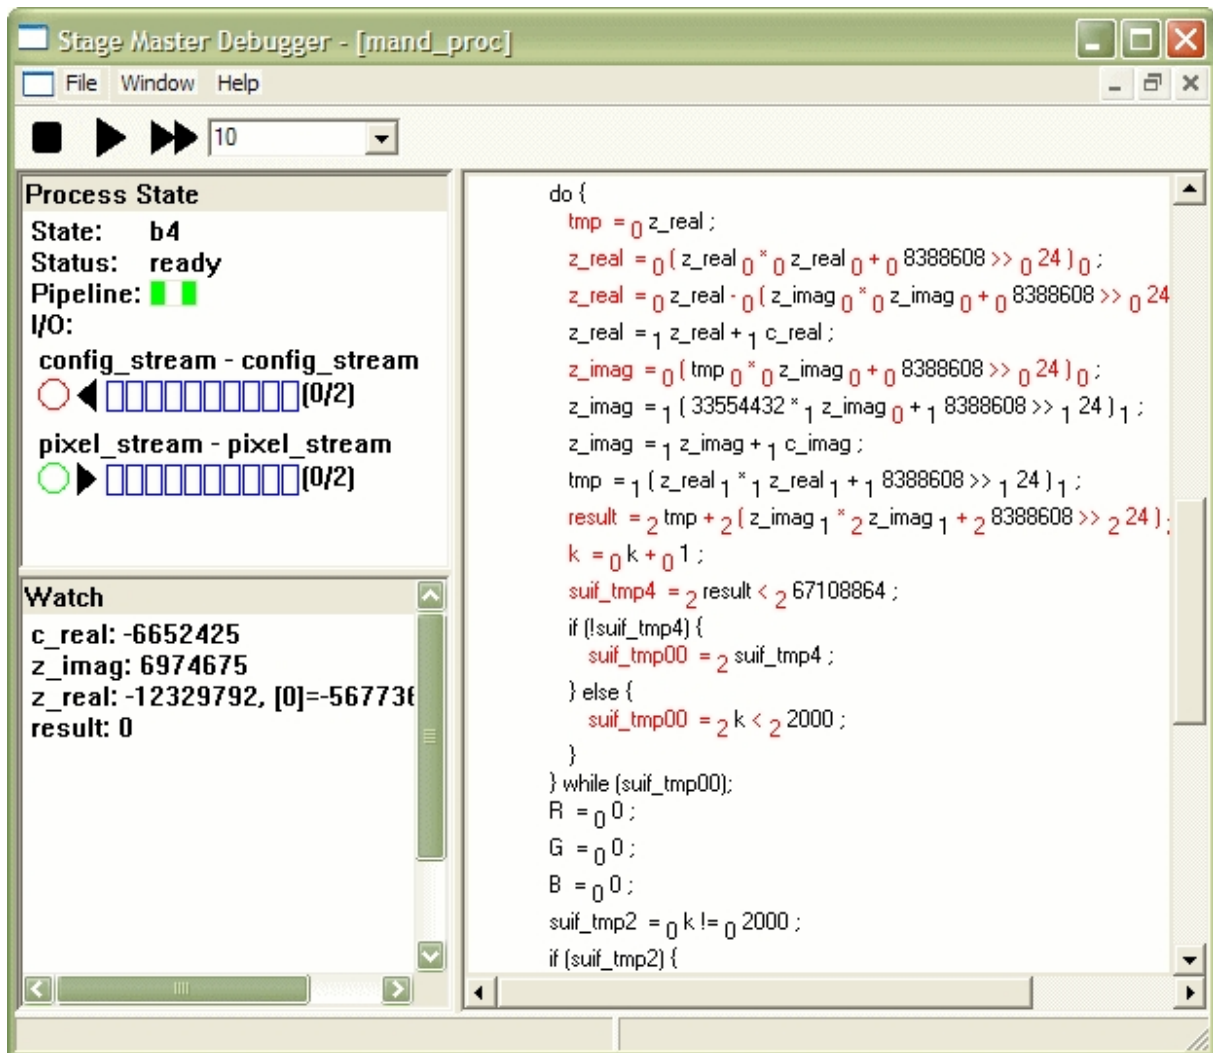 Stage Master Debugger - [mand_proc]
File Window Help
10
Process State
State: b4
Status: ready
Pipeline:
I/O:
config_stream - config_stream
(0/2)
pixel_stream - pixel_stream
(0/2)
Watch
c_real: -6652425
z_imag: 6974675
z_real: -12329792, [0]=-567736
result: 0
do {
tmp = 0 z_real ;
z_real = 0 ( z_real 0 * 0 z_real 0 + 0 8388608 >> 0 24 ) 0 ;
z_real = 0 z_real - 0 ( z_imag 0 * 0 z_imag 0 + 0 8388608 >> 0 24
z_real = 1 z_real + 1 c_real ;
z_imag = 0 ( tmp 0 * 0 z_imag 0 + 0 8388608 >> 0 24 ) 0 ;
z_imag = 1 ( 33554432 * 1 z_imag 0 + 1 8388608 >> 1 24 ) 1 ;
z_imag = 1 z_imag + 1 c_imag ;
tmp = 1 ( z_real 1 * 1 z_real 1 + 1 8388608 >> 1 24 ) 1 ;
result = 2 tmp + 2 ( z_imag 1 * 2 z_imag 1 + 2 8388608 >> 2 24 )
k = 0 k + 0 1 ;
suif_tmp4 = 2 result < 2 67108864 ;
if (!suif_tmp4) {
suif_tmp00 = 2 suif_tmp4 ;
} else {
suif_tmp00 = 2 k < 2 2000 ;
}
} while (suif_tmp00);
R = 0 0 ;
G = 0 0 ;
B = 0 0 ;
suif_tmp2 = 0 k != 0 2000 ;
if (suif_tmp2) {